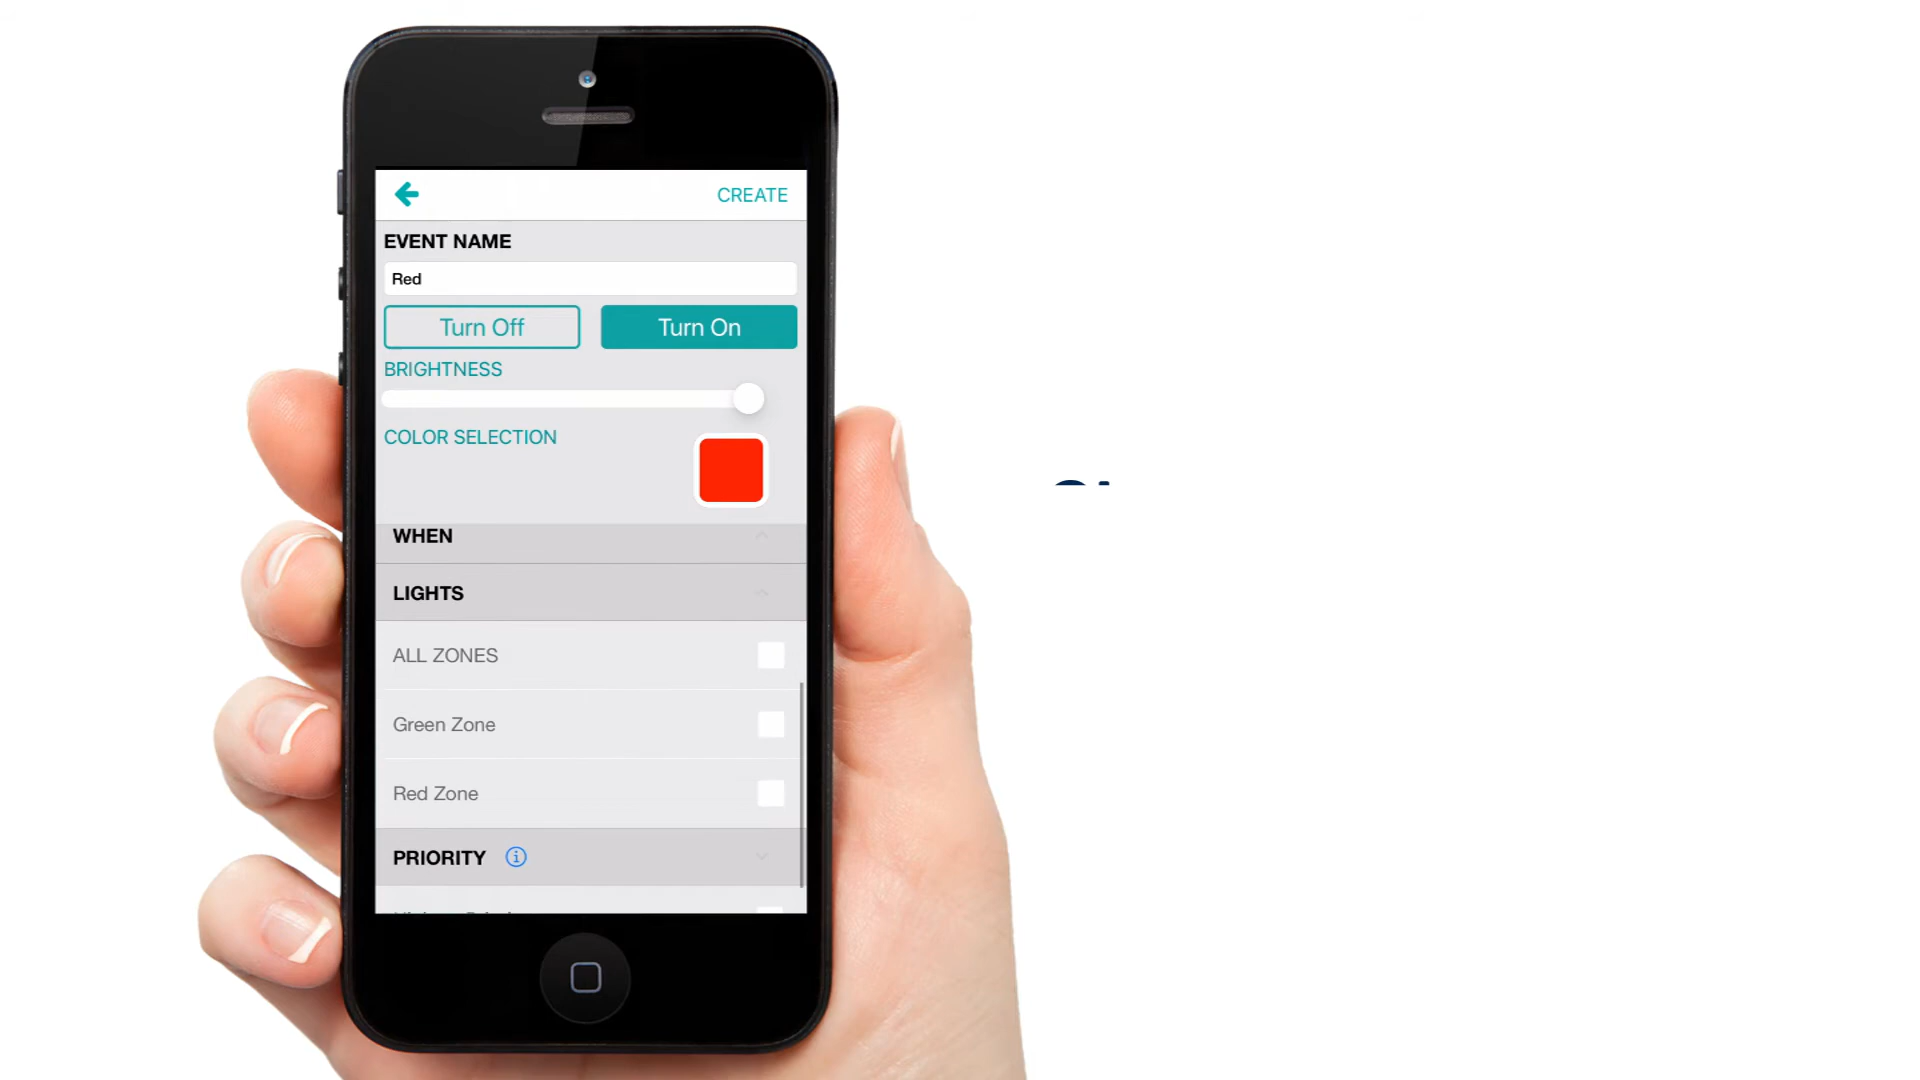 CREATE
EVENT NAME
Red
Turn Off Turn On
BRIGHTNESS
COLOR SELECTION
WHEN
LIGHTS
ALL ZONES
Green Zone
Red Zone
PRIORITY